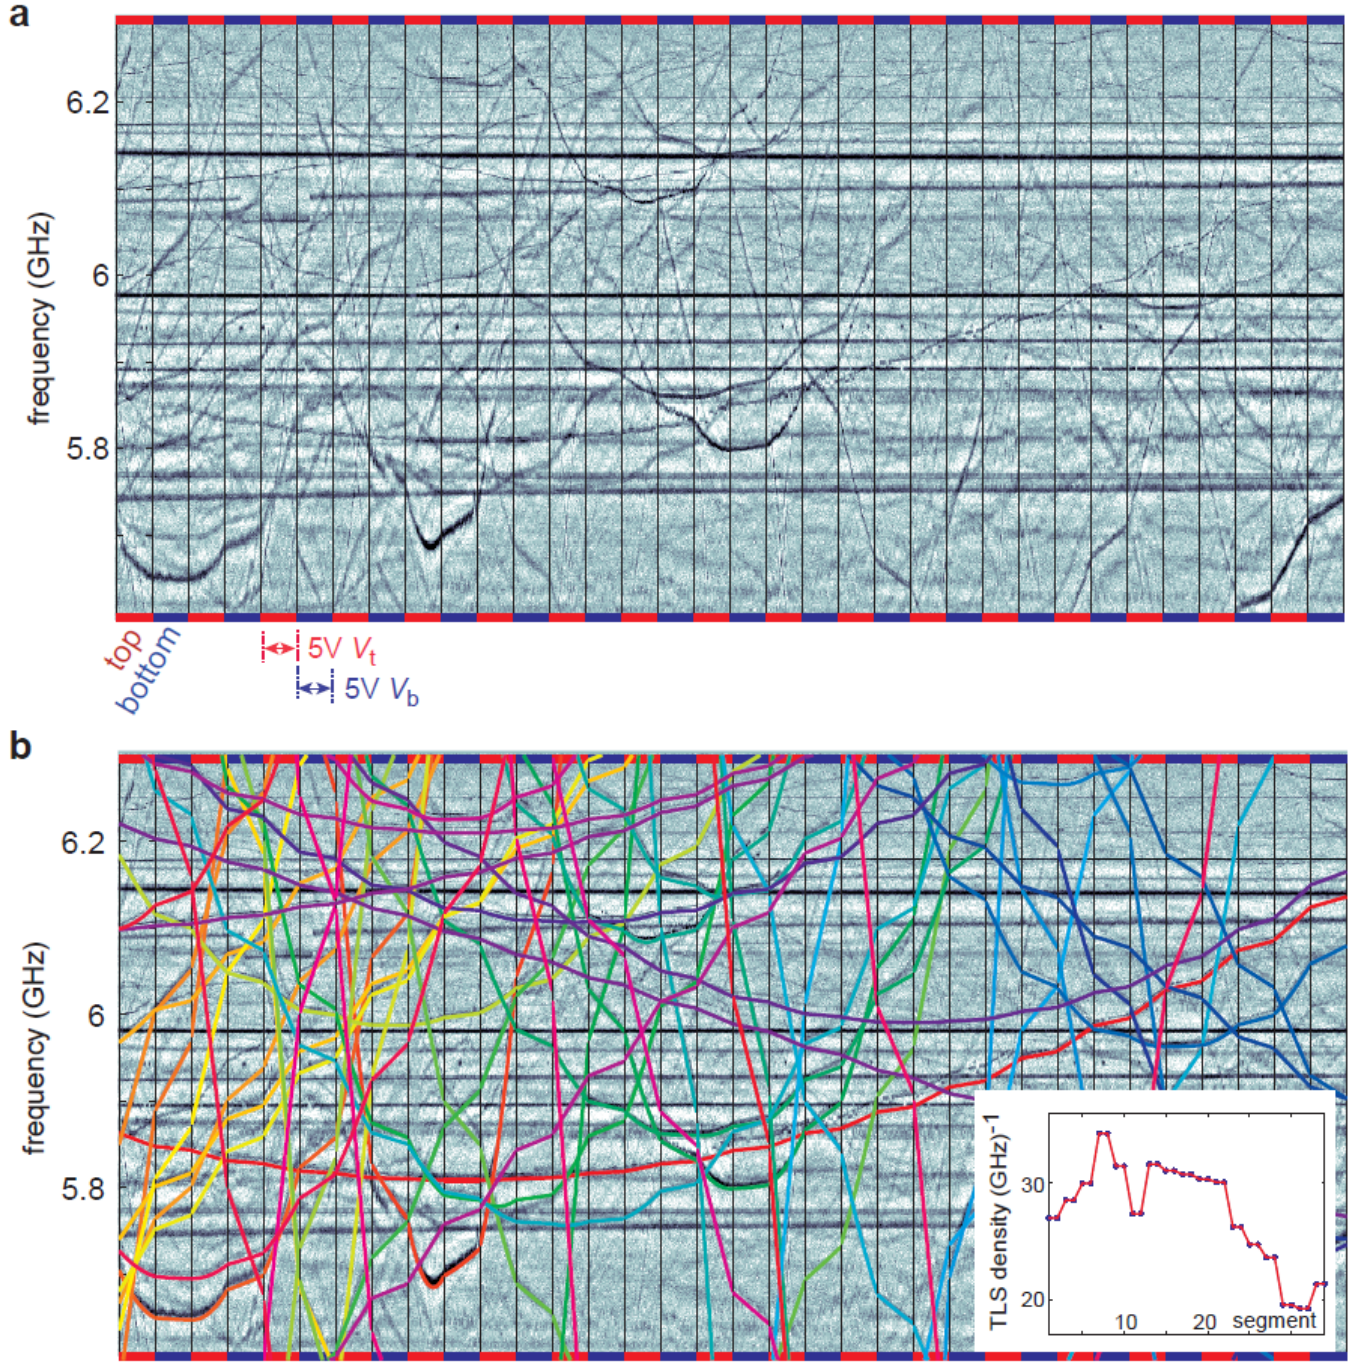 a
6.2
6
5.8
frequency (GHz)
top
bottom
5V Vt
5V Vb
b
6.2
6
5.8
frequency (GHz)
TLS density (GHz)⁻¹
30
20
10
20
segment